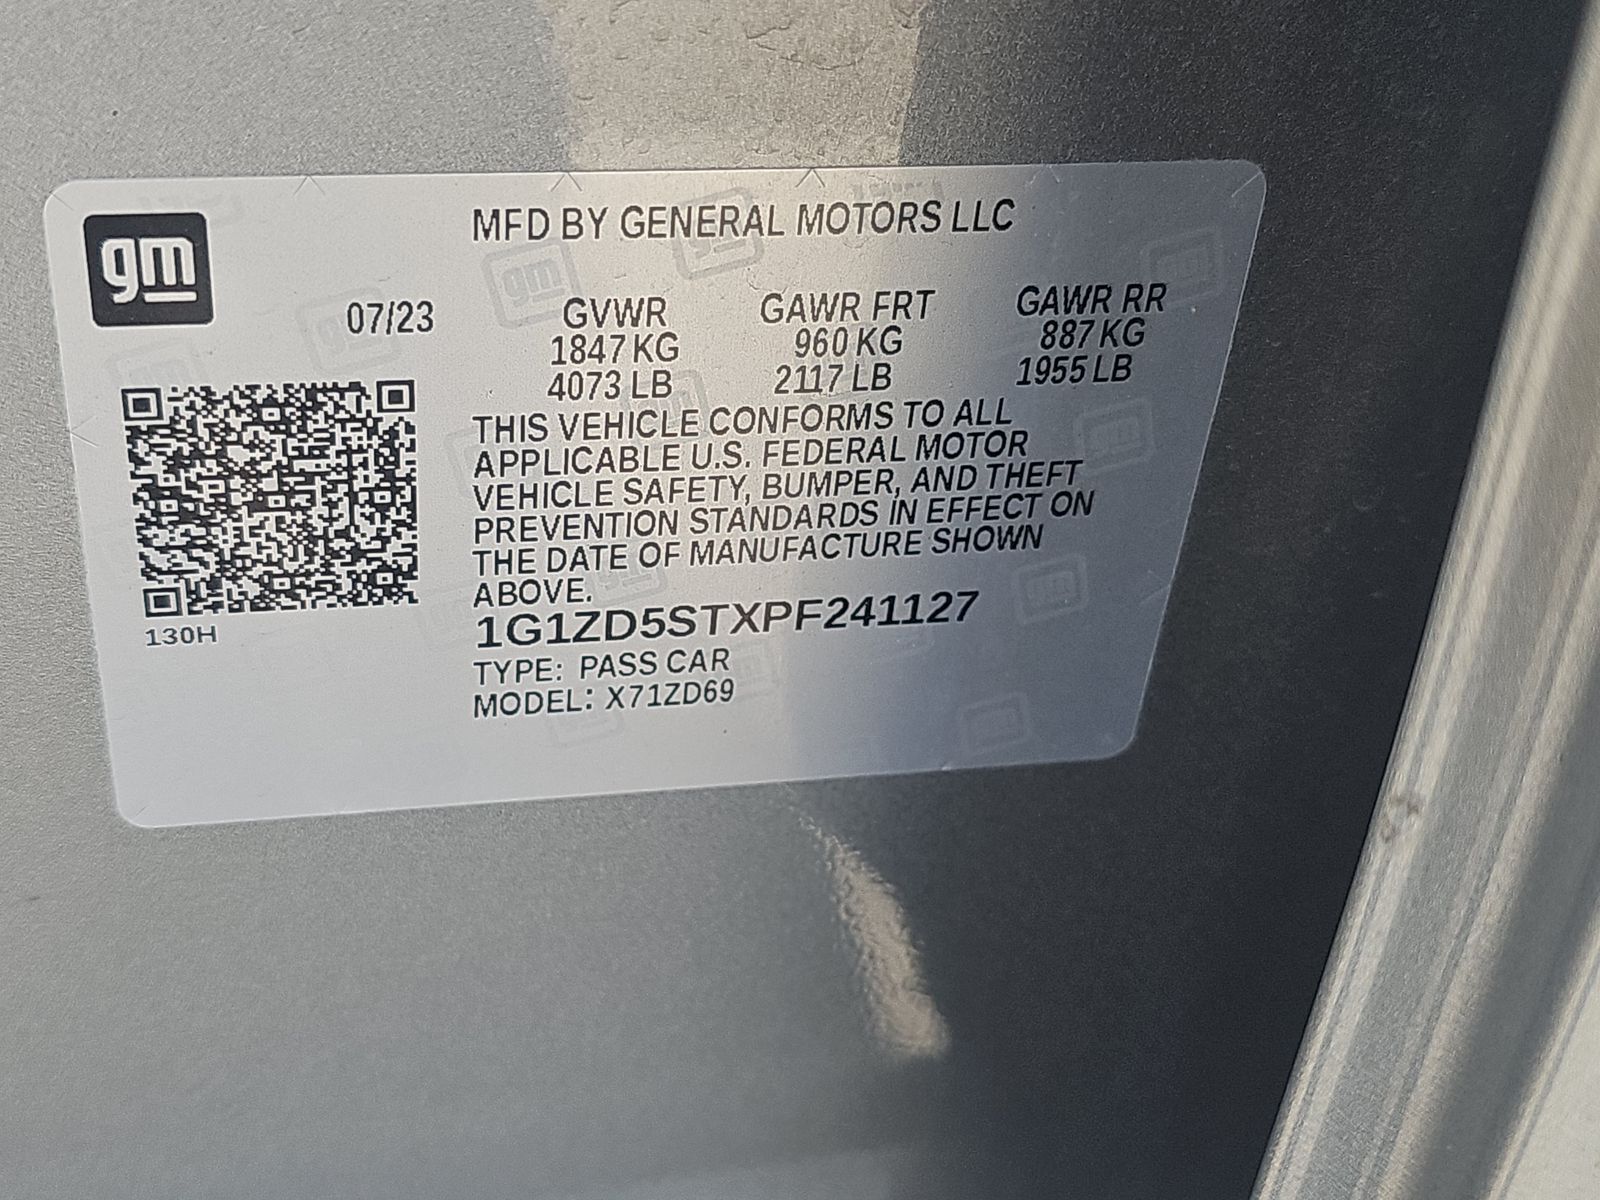 gm
MFD BY GENERAL MOTORS LLC
07/23 GVWR GAWR FRT GAWR RR
1847 KG 960 KG 887 KG
4073 LB 2117 LB 1955 LB
THIS VEHICLE CONFORMS TO ALL
APPLICABLE U.S. FEDERAL MOTOR
VEHICLE SAFETY, BUMPER, AND THEFT
PREVENTION STANDARDS IN EFFECT ON
THE DATE OF MANUFACTURE SHOWN
ABOVE.
130H
1G1ZD5STXPF241127
TYPE: PASS CAR
MODEL: X71ZD69